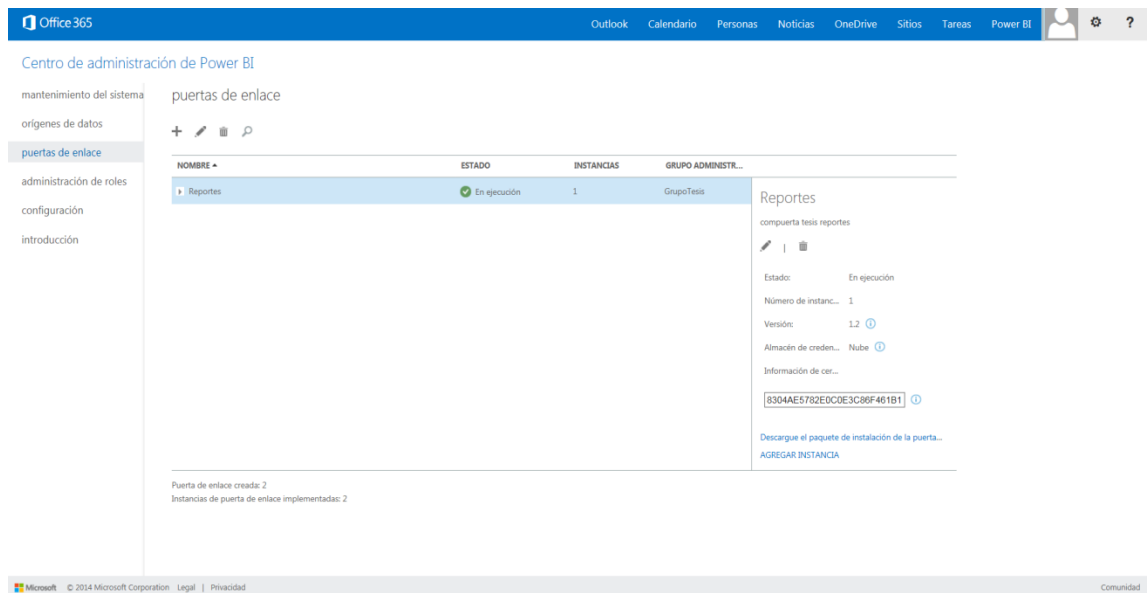 Office 365
Outlook Calendario Personas Noticias OneDrive Sitios Tareas Power BI ?
Centro de administración de Power BI
mantenimiento del sistema
orígenes de datos
puertas de enlace
administración de roles
configuración
introducción
puertas de enlace
NOMBRE ESTADO INSTANCIAS GRUPO ADMINISTR...
Reportes En ejecución 1 GrupoTesis
Reportes
compuerta tesis reportes
|
Estado: En ejecución
Número de instanc... 1
Versión: 1.2
Almacén de creden... Nube
Información de cer...
8304AE5782E0C0E3C86F461B1
Descargue el paquete de instalación de la puerta...
AGREGAR INSTANCIA
Puerta de enlace creada: 2
Instancias de puerta de enlace implementadas: 2
Microsoft © 2014 Microsoft Corporation Legal | Privacidad
Comunidad